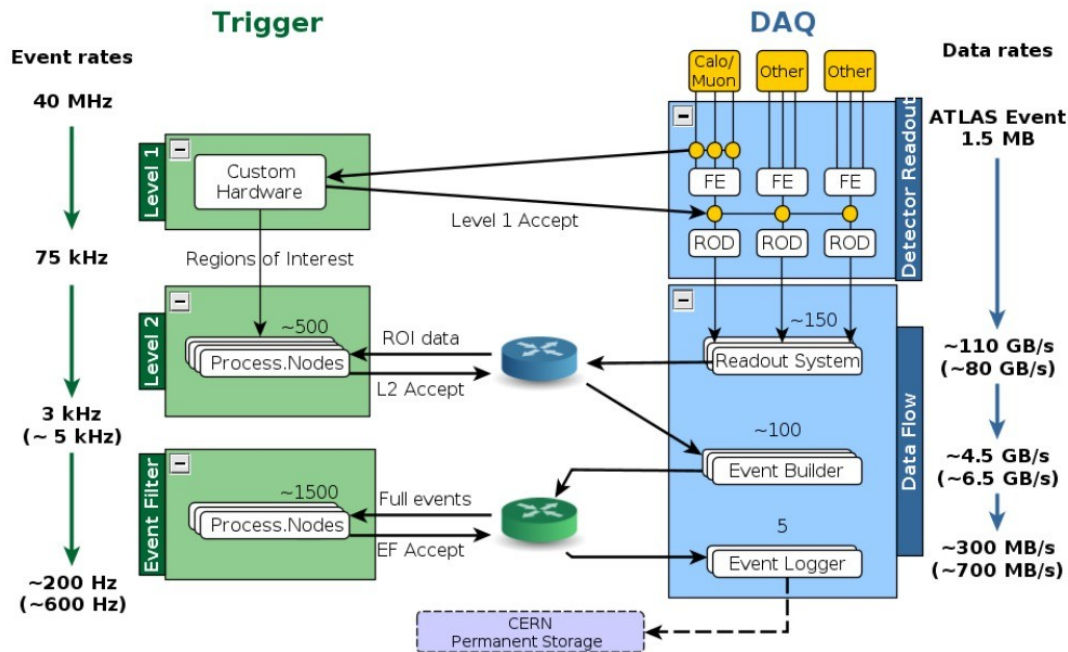 Trigger
DAQ
Event rates
Data rates
40 MHz
75 kHz
3 kHz
(~ 5 kHz)
~200 Hz
(~600 Hz)
Level 1
Custom
Hardware
Level 1 Accept
Regions of Interest
Level 2
~500
Process.Nodes
ROI data
L2 Accept
Event Filter
~1500
Process.Nodes
Full events
EF Accept
Calo/
Muon
Other
Other
FE
FE
FE
ROD
ROD
ROD
Detector Readout
~150
Readout System
~100
Event Builder
5
Event Logger
Data Flow
ATLAS Event
1.5 MB
~110 GB/s
(~80 GB/s)
~4.5 GB/s
(~6.5 GB/s)
~300 MB/s
(~700 MB/s)
CERN
Permanent Storage